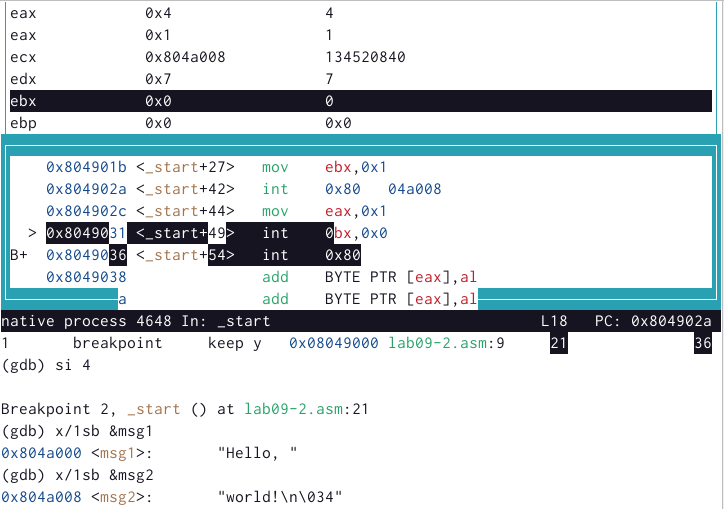 eax 0x4 4
eax 0x1 1
ecx 0x804a008 134520840
edx 0x7 7
ebx 0x0 0
ebp 0x0 0x0
0x804901b <_start+27> mov ebx,0x1
0x804902a <_start+42> int 0x80 04a008
0x804902c <_start+44> mov eax,0x1
> 0x8049031 <_start+49> int 0bx,0x0
B+ 0x8049036 <_start+54> int 0x80
0x8049038 add BYTE PTR [eax],al
a add BYTE PTR [eax],al
native process 4648 In: _start L18 PC: 0x804902a
1 breakpoint keep y 0x08049000 lab09-2.asm:9 21 36
(gdb) si 4
Breakpoint 2, _start () at lab09-2.asm:21
(gdb) x/1sb &msg1
0x804a000 <msg1>: "Hello, "
(gdb) x/1sb &msg2
0x804a008 <msg2>: "world!\n\034"